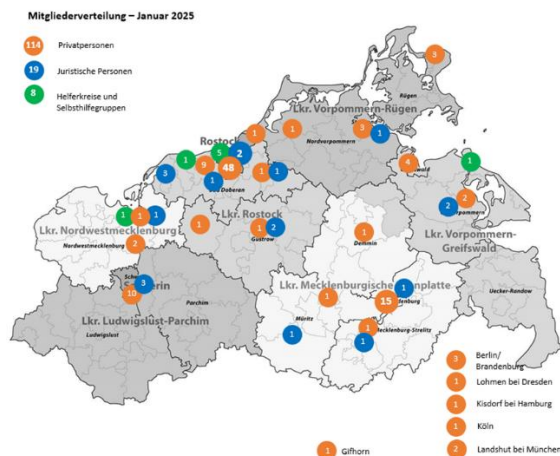 Mitgliederverteilung – Januar 2025
114 Privatpersonen
19 Juristische Personen
8 Helferkreise und
Selbsthilfegruppen
3
Rügen
Lkr. Vorpommern-Rügen
1
1
3
1
Nordvorpommern
Rostock
5
2
1
9
48
3
1
1
1
Bad Doberan
4
1
2
2
Lkr. Vorpommern-
Greifswald
1
1
1
Lkr. Nordwestmecklenburg
Nordwestmecklenburg
2
1
Lkr. Rostock
1
2
Güstrow
1
Demmin
3
10
Parchim
Lkr. Ludwigslust-Parchim
Ludwigslust
Lkr. Mecklenburgische
1
15
1
Uecker-Randow
Müritz
1
1
1
Mecklenburg-Strelitz
3 Berlin/
Brandenburg
1 Lohmen bei Dresden
1 Kisdorf bei Hamburg
1 Köln
1 Gifhorn
2 Landshut bei München